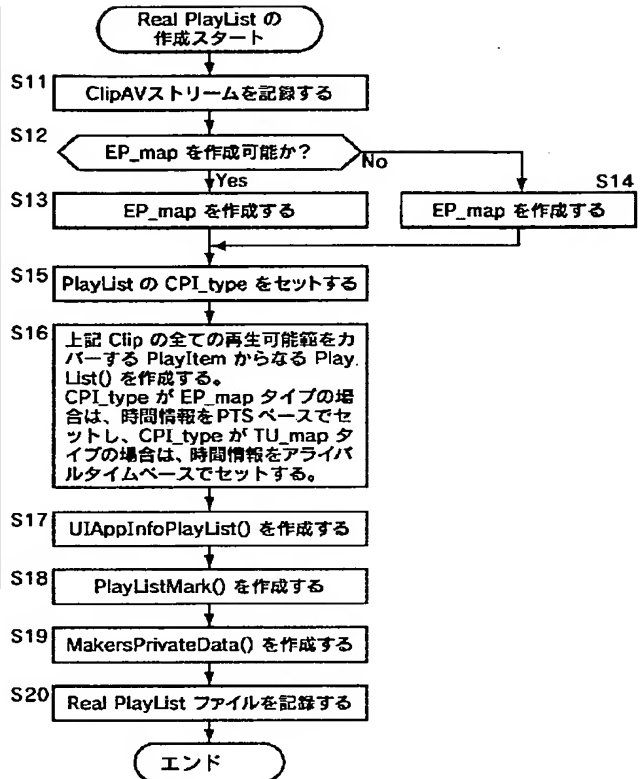 Real PlayList の
作成スタート
S11
ClipAVストリームを記録する
S12
EP_map を作成可能か？
No
Yes
S13
EP_map を作成する
S14
EP_map を作成する
S15
PlayList の CPI_type をセットする
S16
上記 Clip の全ての再生可能範をカ
バーする PlayItem からなる Play.
List() を作成する。
CPI_type が EP_map タイプの場
合は、時間情報を PTS ベースでセ
ットし、CPI_type が TU_map タ
イプの場合は、時間情報をアライバ
ルタイムベースでセットする。
S17
UIAppInfoPlayList() を作成する
S18
PlayListMark() を作成する
S19
MakersPrivateData() を作成する
S20
Real PlayList ファイルを記録する
エンド